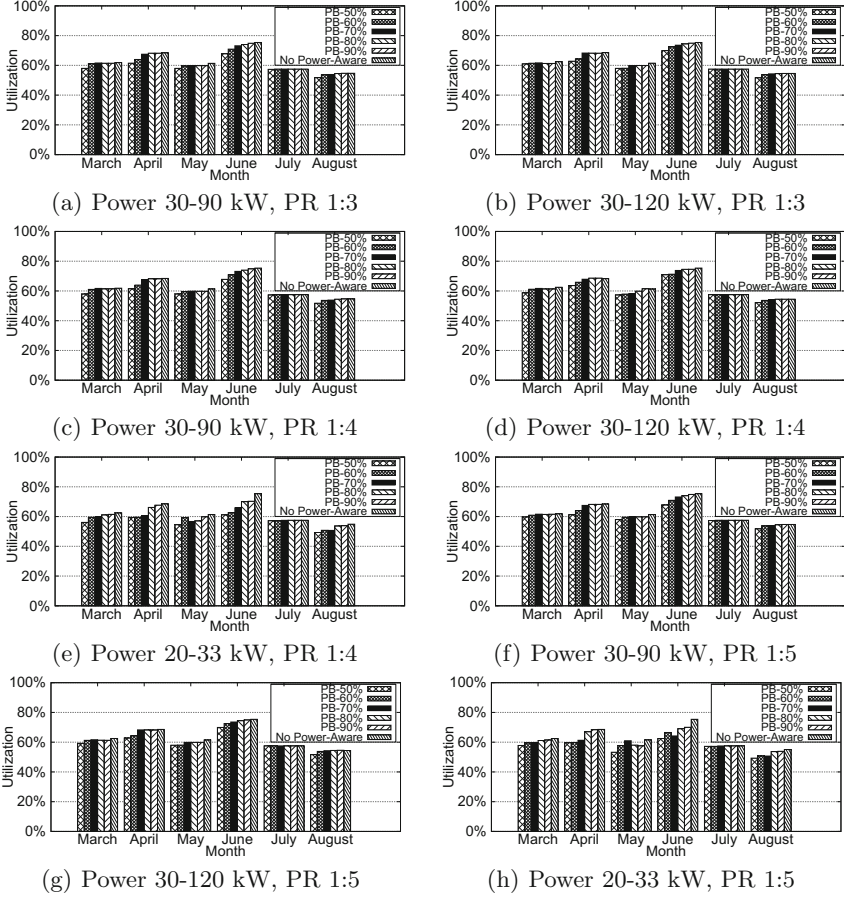 100%
80%
60%
40%
20%
0%
Utilization
PB-50%
PB-60%
PB-70%
PB-80%
PB-90%
No Power-Aware
March April May June July August
Month
(a) Power 30-90 kW, PR 1:3
100%
80%
60%
40%
20%
0%
Utilization
PB-50%
PB-60%
PB-70%
PB-80%
PB-90%
No Power-Aware
March April May June July August
Month
(b) Power 30-120 kW, PR 1:3
100%
80%
60%
40%
20%
0%
Utilization
PB-50%
PB-60%
PB-70%
PB-80%
PB-90%
No Power-Aware
March April May June July August
Month
(c) Power 30-90 kW, PR 1:4
100%
80%
60%
40%
20%
0%
Utilization
PB-50%
PB-60%
PB-70%
PB-80%
PB-90%
No Power-Aware
March April May June July August
Month
(d) Power 30-120 kW, PR 1:4
100%
80%
60%
40%
20%
0%
Utilization
PB-50%
PB-60%
PB-70%
PB-80%
PB-90%
No Power-Aware
March April May June July August
Month
(e) Power 20-33 kW, PR 1:4
100%
80%
60%
40%
20%
0%
Utilization
PB-50%
PB-60%
PB-70%
PB-80%
PB-90%
No Power-Aware
March April May June July August
Month
(f) Power 30-90 kW, PR 1:5
100%
80%
60%
40%
20%
0%
Utilization
PB-50%
PB-60%
PB-70%
PB-80%
PB-90%
No Power-Aware
March April May June July August
Month
(g) Power 30-120 kW, PR 1:5
100%
80%
60%
40%
20%
0%
Utilization
PB-50%
PB-60%
PB-70%
PB-80%
PB-90%
No Power-Aware
March April May June July August
Month
(h) Power 20-33 kW, PR 1:5